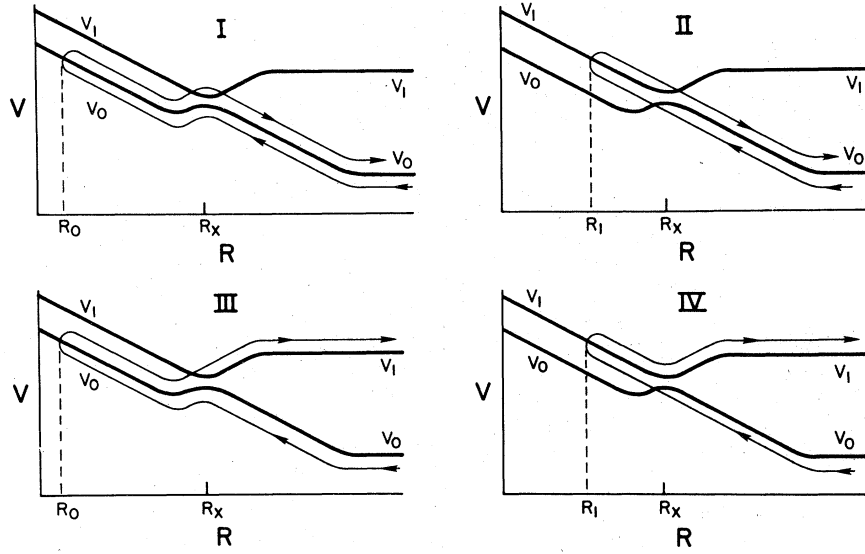 I
V₁
V
V₀
V₁
V₀
R₀
Rₓ
R
II
V₁
V
V₀
V₁
V₀
R₁
Rₓ
R
III
V₁
V
V₀
V₁
V₀
R₀
Rₓ
R
IV
V₁
V
V₀
V₁
V₀
R₁
Rₓ
R